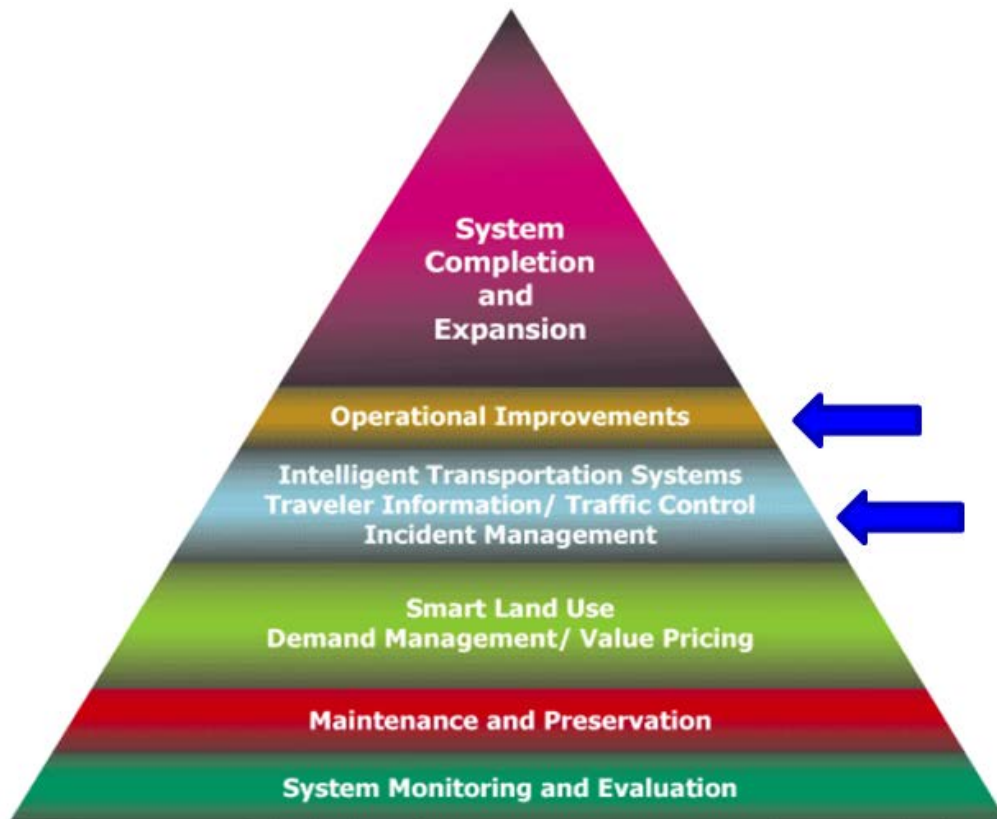 System
Completion
and
Expansion
Operational Improvements
Intelligent Transportation Systems
Traveler Information/ Traffic Control
Incident Management
Smart Land Use
Demand Management/ Value Pricing
Maintenance and Preservation
System Monitoring and Evaluation